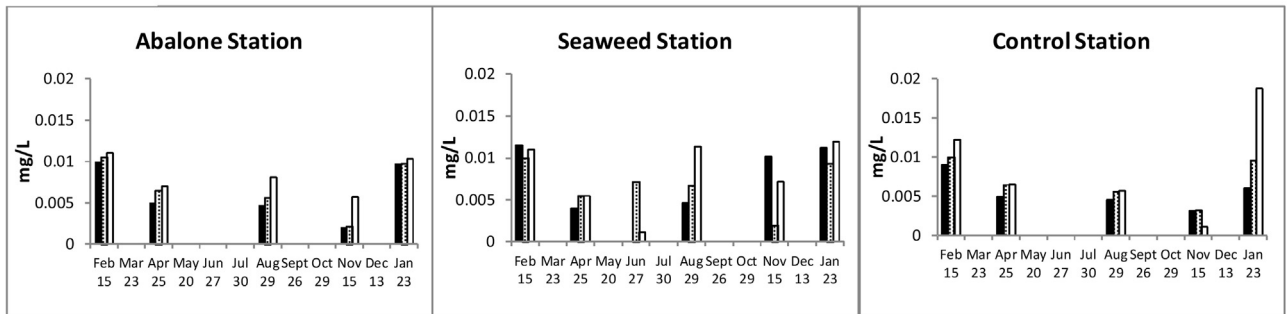 Abalone Station
mg/L
0.02
0.015
0.01
0.005
0
Feb Mar Apr May Jun Jul Aug Sept Oct Nov Dec Jan
15 23 25 20 27 30 29 26 29 15 13 23
Seaweed Station
mg/L
0.02
0.015
0.01
0.005
0
Feb Mar Apr May Jun Jul Aug Sept Oct Nov Dec Jan
15 23 25 20 27 30 29 26 29 15 13 23
Control Station
mg/L
0.02
0.015
0.01
0.005
0
Feb Mar Apr May Jun Jul Aug Sept Oct Nov Dec Jan
15 23 25 20 27 30 29 26 29 15 13 23